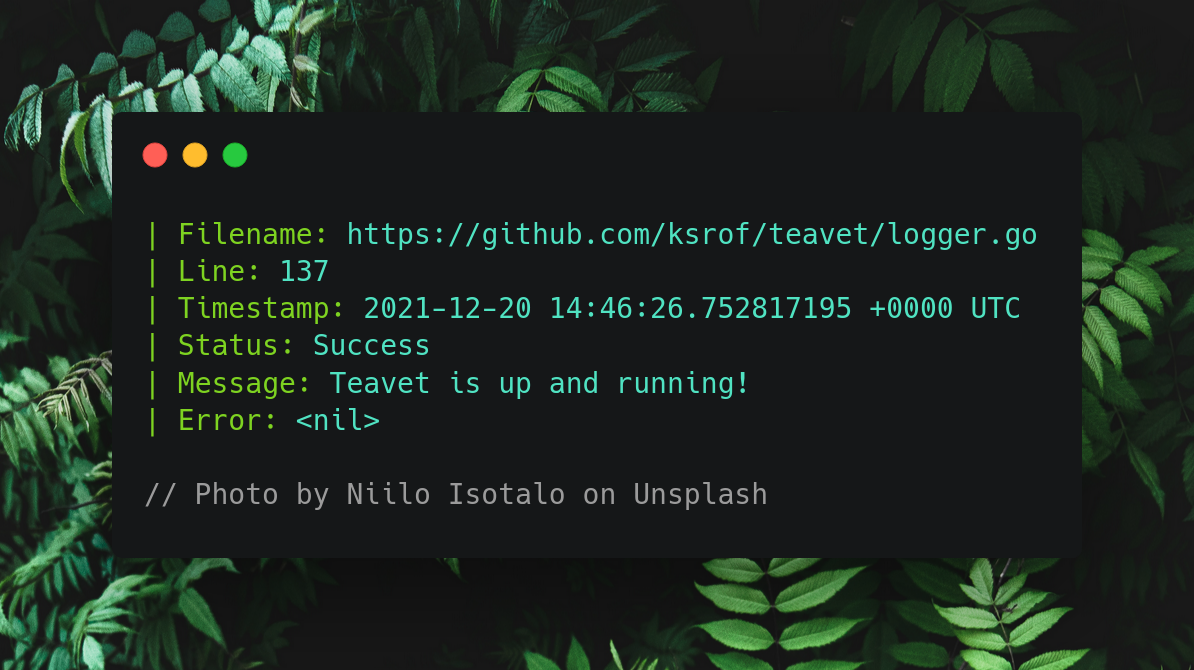 | Filename: https://github.com/ksrof/teavet/logger.go
| Line: 137
| Timestamp: 2021-12-20 14:46:26.752817195 +0000 UTC
| Status: Success
| Message: Teavet is up and running!
| Error: <nil>
// Photo by Niilo Isotalo on Unsplash